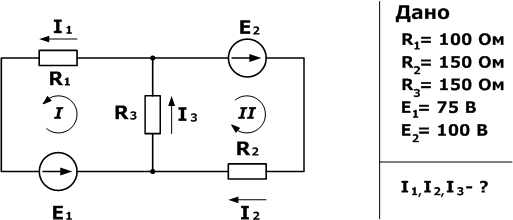 I1
E2
Дано
R1= 100 Ом
R1
R2= 150 Ом
R3= 150 Ом
I
R3
I3
II
E1= 75 В
R2
E2= 100 В
E1
I2
I1,I2,I3- ?